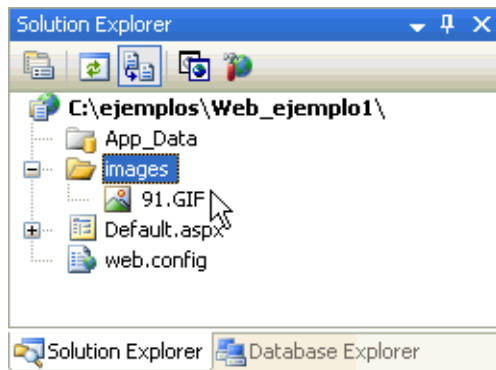 Solution Explorer
C:\ejemplos\Web_ejemplo1\
App_Data
images
91.GIF
Default.aspx
web.config
Solution Explorer Database Explorer